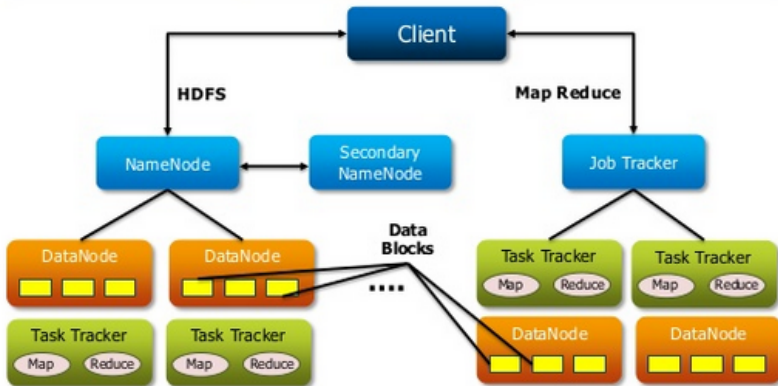 Client
HDFS
Map Reduce
NameNode
Secondary
NameNode
Job Tracker
Data
Blocks
DataNode
DataNode
Task Tracker
Map Reduce
Task Tracker
Map Reduce
....
Task Tracker
Map Reduce
Task Tracker
Map Reduce
DataNode
DataNode